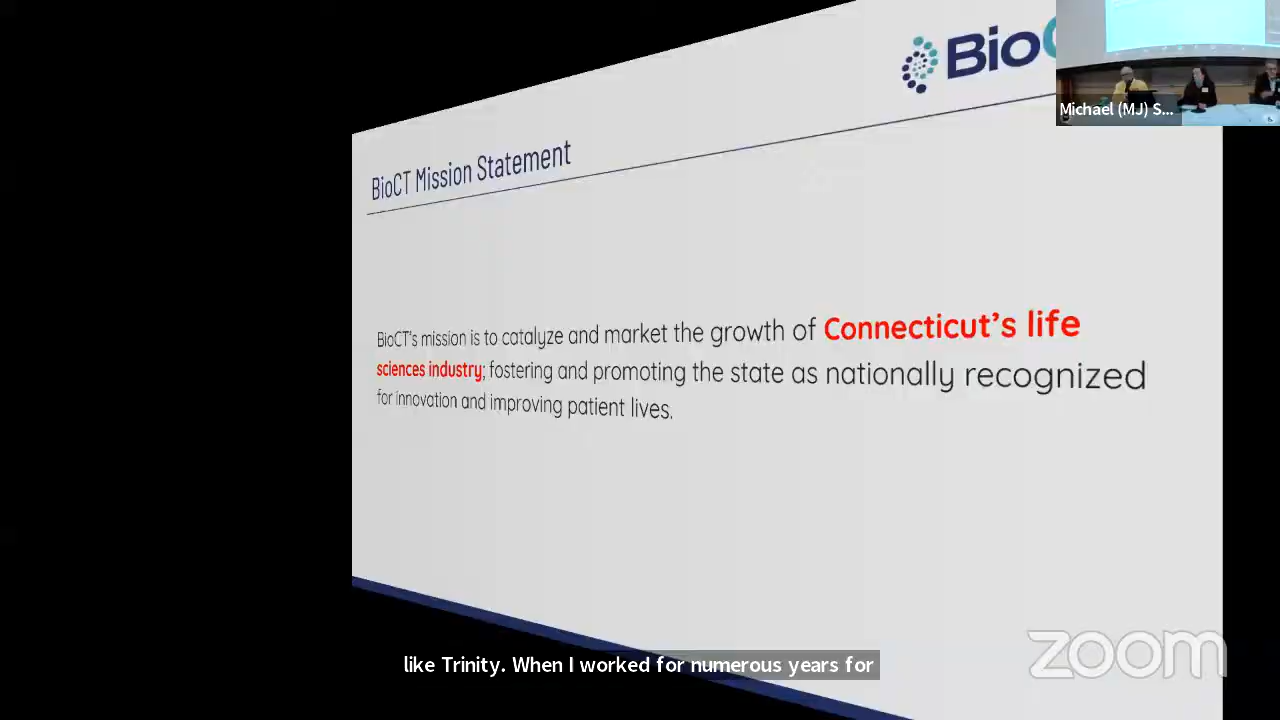 Bio
Michael (MJ) S...
BioCT Mission Statement
BioCT's mission is to catalyze and market the growth of Connecticut's life
sciences industry; fostering and promoting the state as nationally recognized
for innovation and improving patient lives.
like Trinity. When I worked for numerous years for
zoom